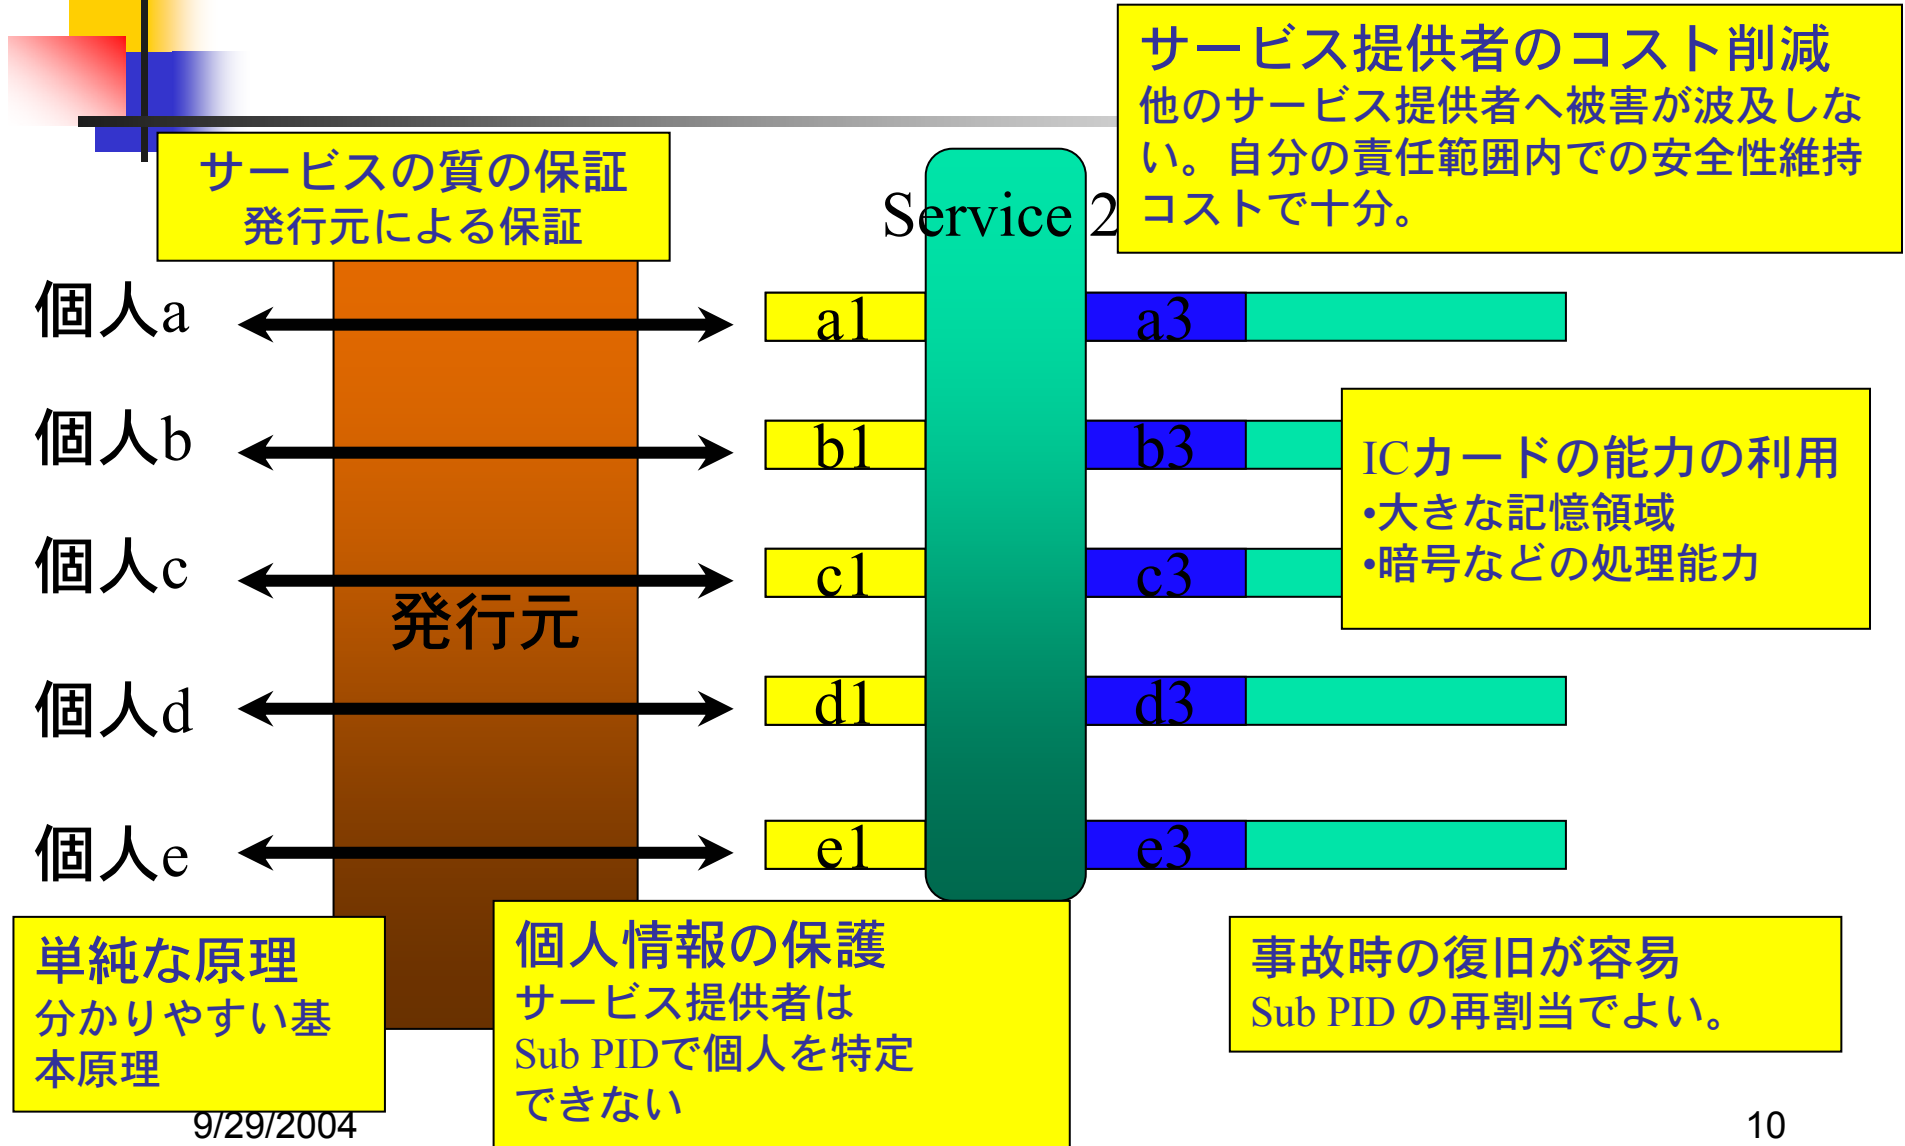 サービス提供者のコスト削減
他のサービス提供者へ被害が波及しな
い。自分の責任範囲内での安全性維持
コストで十分。
サービスの質の保証
発行元による保証
Service 2
個人a
a1
a3
個人b
b1
b3
ICカードの能力の利用
•大きな記憶領域
•暗号などの処理能力
個人c
c1
c3
発行元
個人d
d1
d3
個人e
e1
e3
単純な原理
分かりやすい基
本原理
個人情報の保護
サービス提供者は
Sub PIDで個人を特定
できない
事故時の復旧が容易
Sub PID の再割当でよい。
9/29/2004
10